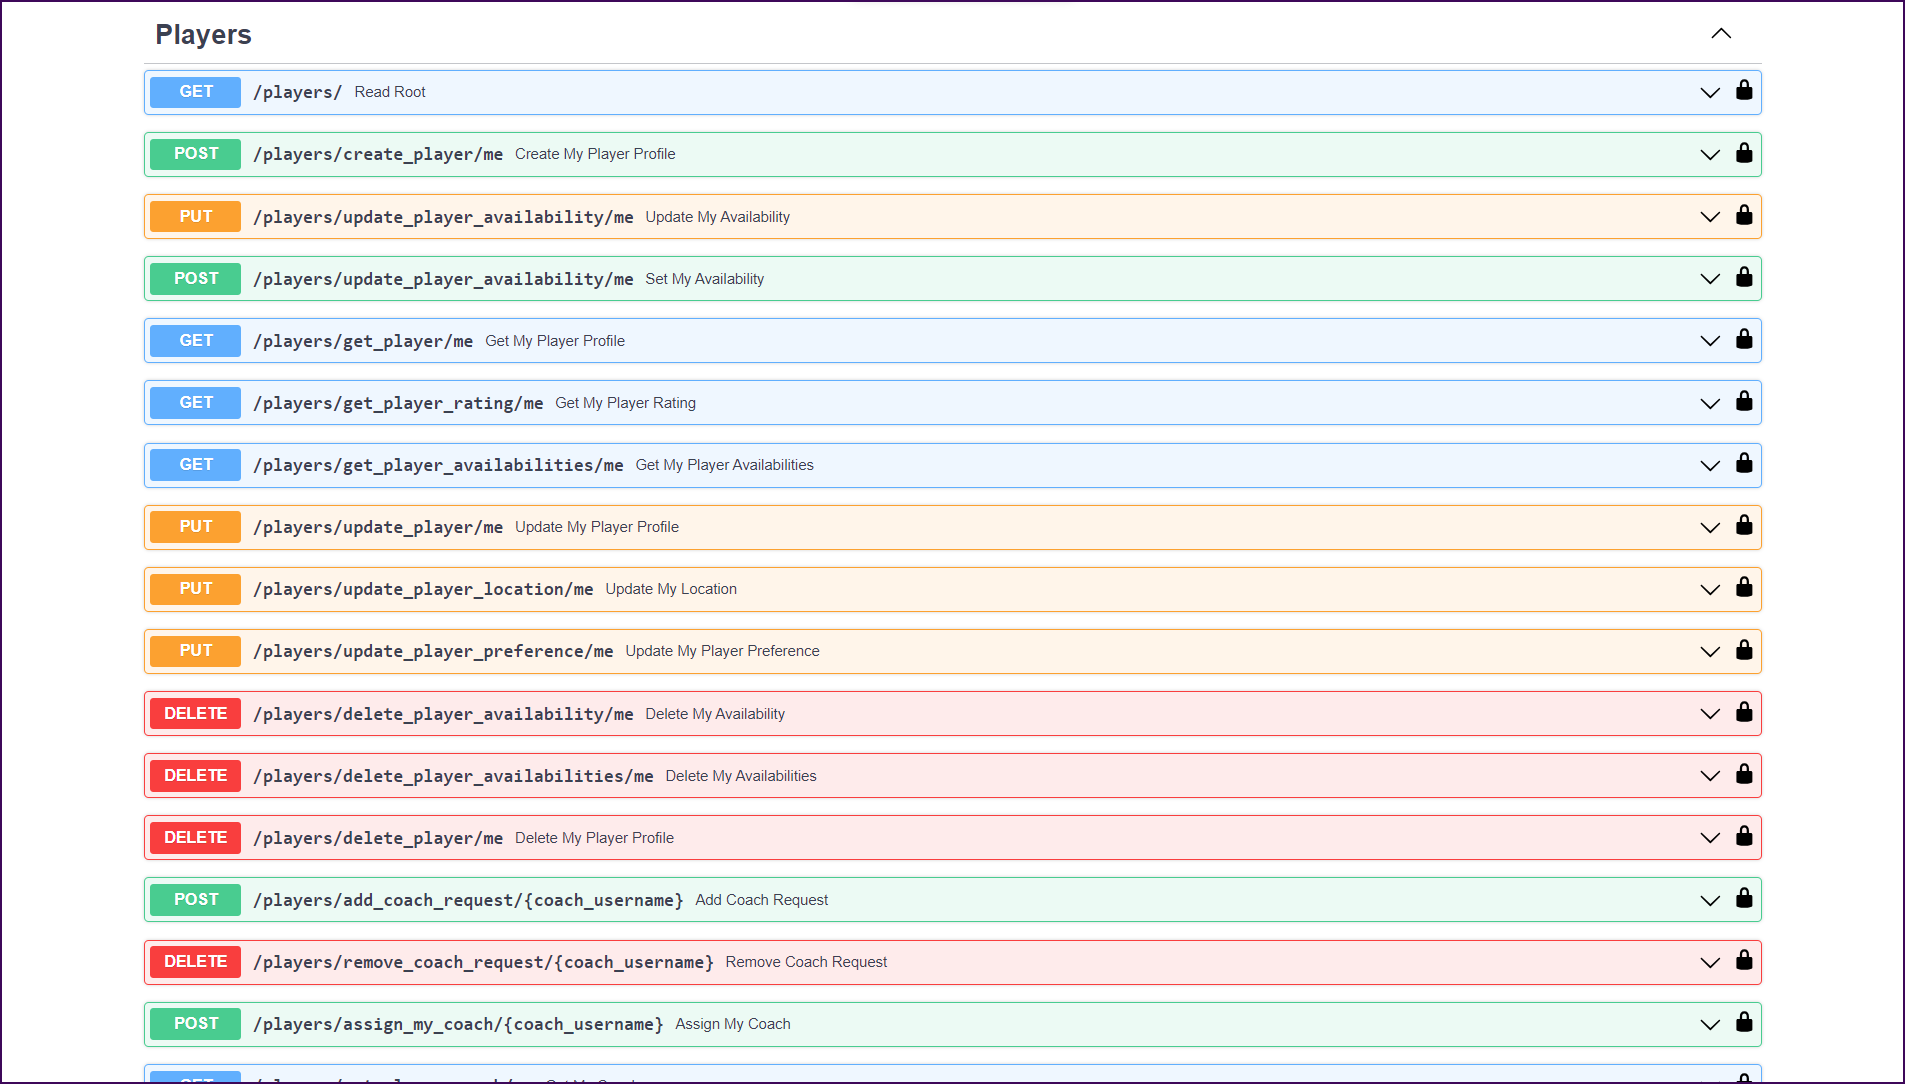 Players
GET /players/ Read Root
POST /players/create_player/me Create My Player Profile
PUT /players/update_player_availability/me Update My Availability
POST /players/update_player_availability/me Set My Availability
GET /players/get_player/me Get My Player Profile
GET /players/get_player_rating/me Get My Player Rating
GET /players/get_player_availabilities/me Get My Player Availabilities
PUT /players/update_player/me Update My Player Profile
PUT /players/update_player_location/me Update My Location
PUT /players/update_player_preference/me Update My Player Preference
DELETE /players/delete_player_availability/me Delete My Availability
DELETE /players/delete_player_availabilities/me Delete My Availabilities
DELETE /players/delete_player/me Delete My Player Profile
POST /players/add_coach_request/{coach_username} Add Coach Request
DELETE /players/remove_coach_request/{coach_username} Remove Coach Request
POST /players/assign_my_coach/{coach_username} Assign My Coach